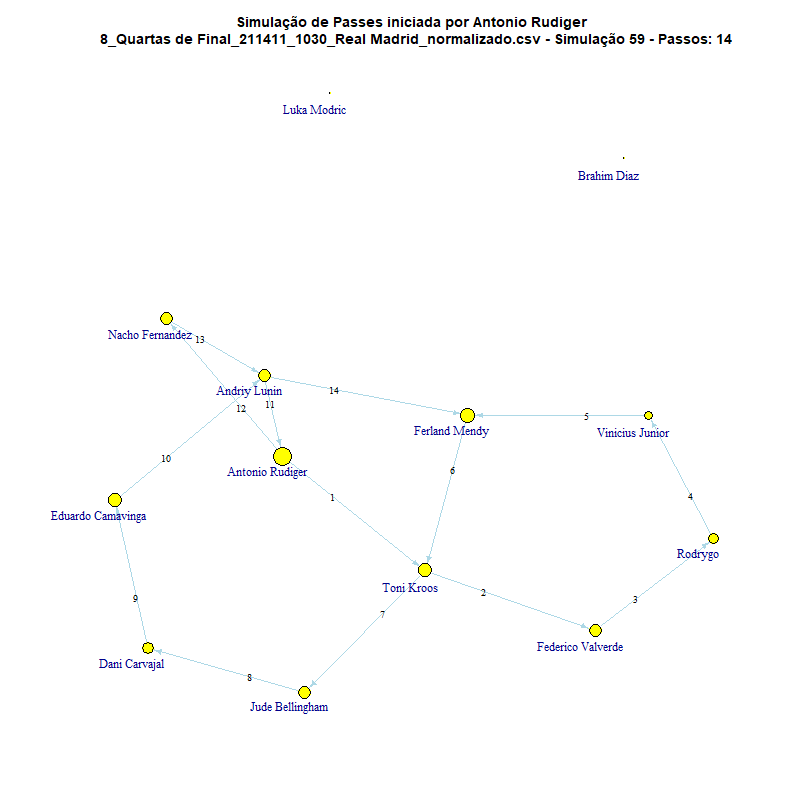 Simulação de Passes iniciada por Antonio Rudiger
8_Quartas de Final_211411_1030_Real Madrid_normalizado.csv - Simulação 59 - Passos: 14
Luka Modric
Brahim Diaz
Nacho Fernandez
13
Andriy Lunin
14
12
11
Ferland Mendy
5
Vinicius Junior
10
Antonio Rudiger
6
1
4
Eduardo Camavinga
Rodrygo
Toni Kroos
2
3
9
7
Federico Valverde
Dani Carvajal
8
Jude Bellingham